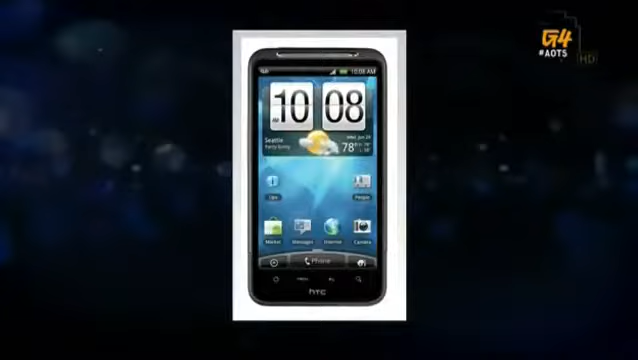 G4
#AOTS
HD
10:08 AM
10 08
AM
Seattle
Partly Sunny
78°
Tips
People
Market
Messages
Internet
Camera
Phone
hTC